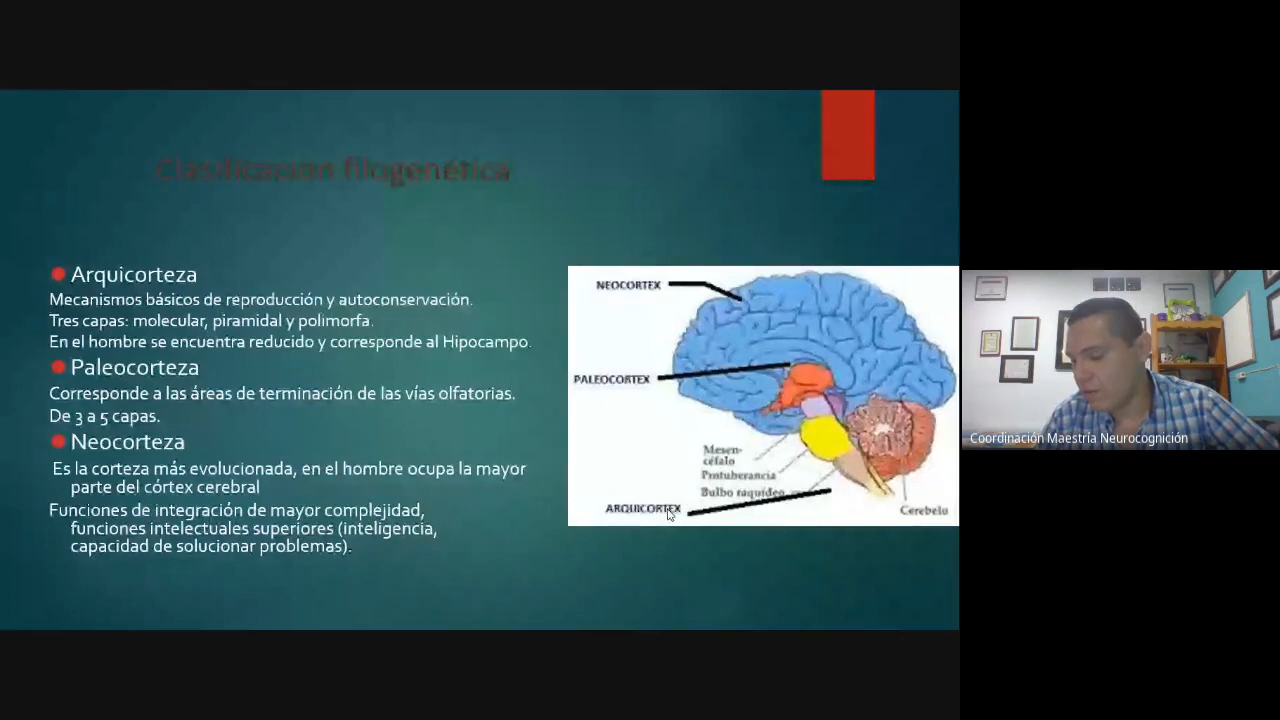 Clasificacion filogenética
Arquicorteza
Mecanismos básicos de reproducción y autoconservación.
Tres capas: molecular, piramidal y polimorfa.
En el hombre se encuentra reducido y corresponde al Hipocampo.
Paleocorteza
Corresponde a las áreas de terminación de las vías olfatorias.
De 3 a 5 capas.
Neocorteza
Es la corteza más evolucionada, en el hombre ocupa la mayor
parte del córtex cerebral
Funciones de integración de mayor complejidad,
funciones intelectuales superiores (inteligencia,
capacidad de solucionar problemas).
NEOCORTEX
PALEOCORTEX
Mesen-
céfalo
Protuberancia
Bulbo raquídeo
ARQUICORTEX
Cerebelo
Coordinación Maestría Neurocognición